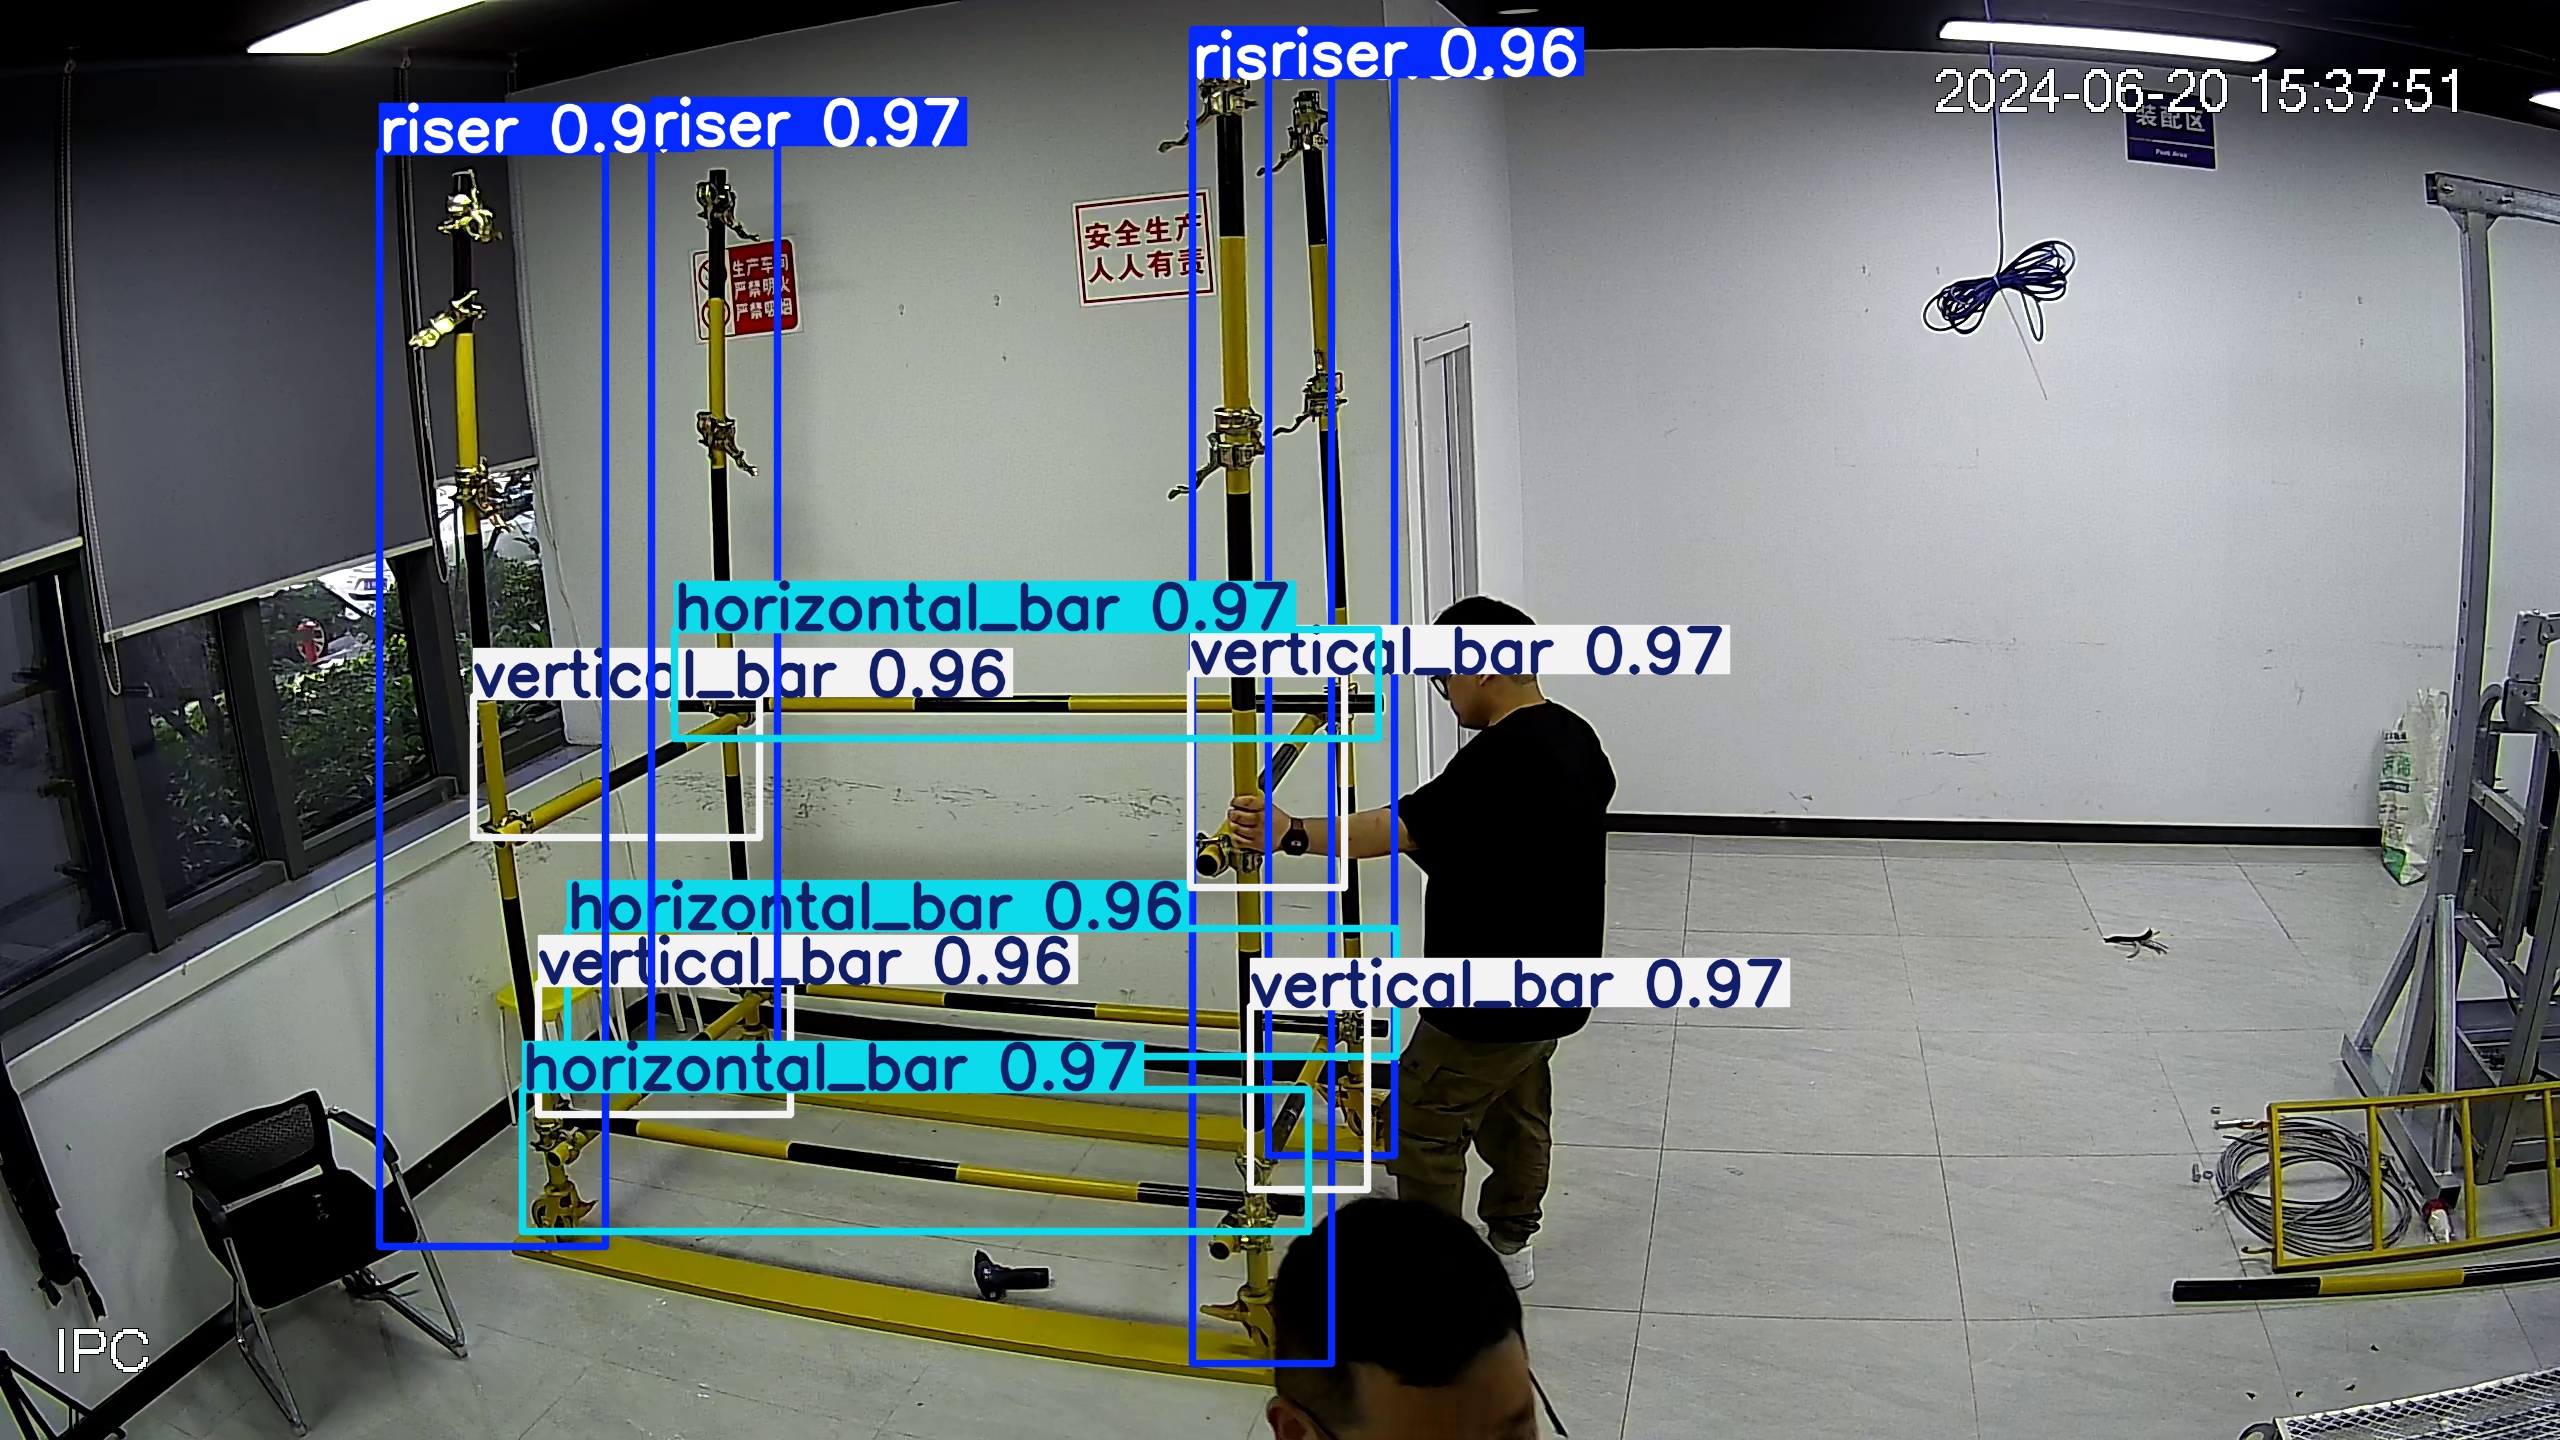 risriser 0.96
2024-06-20 15:37:51
riser 0.9
riser 0.97
装配区
安全生产
人人有责
生产车间
严禁明火
严禁吸烟
horizontal_bar 0.97
vertical_bar 0.97
vertical_bar 0.96
horizontal_bar 0.96
vertical_bar 0.96
vertical_bar 0.97
horizontal_bar 0.97
IPC